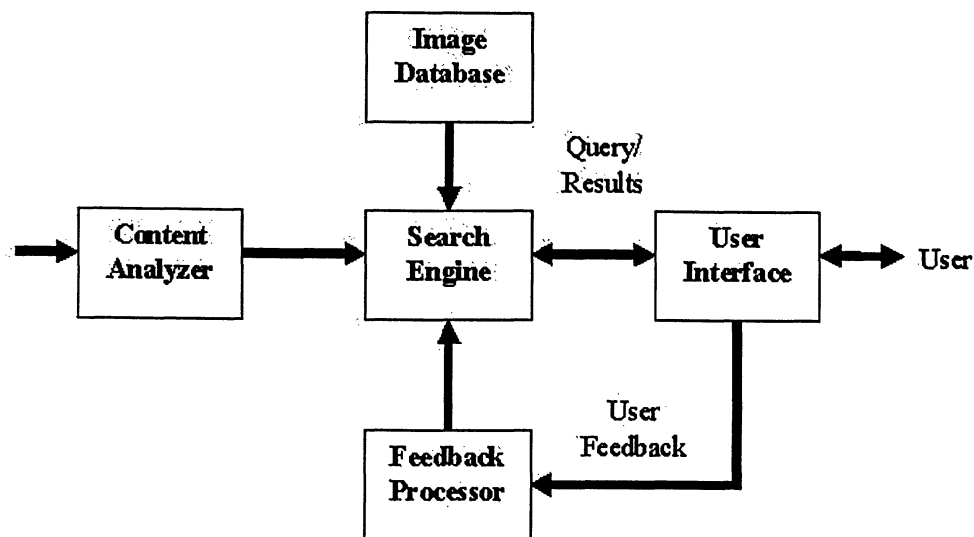 Image
Database
Query/
Results
Content
Analyzer
Search
Engine
User
Interface
User
User
Feedback
Feedback
Processor